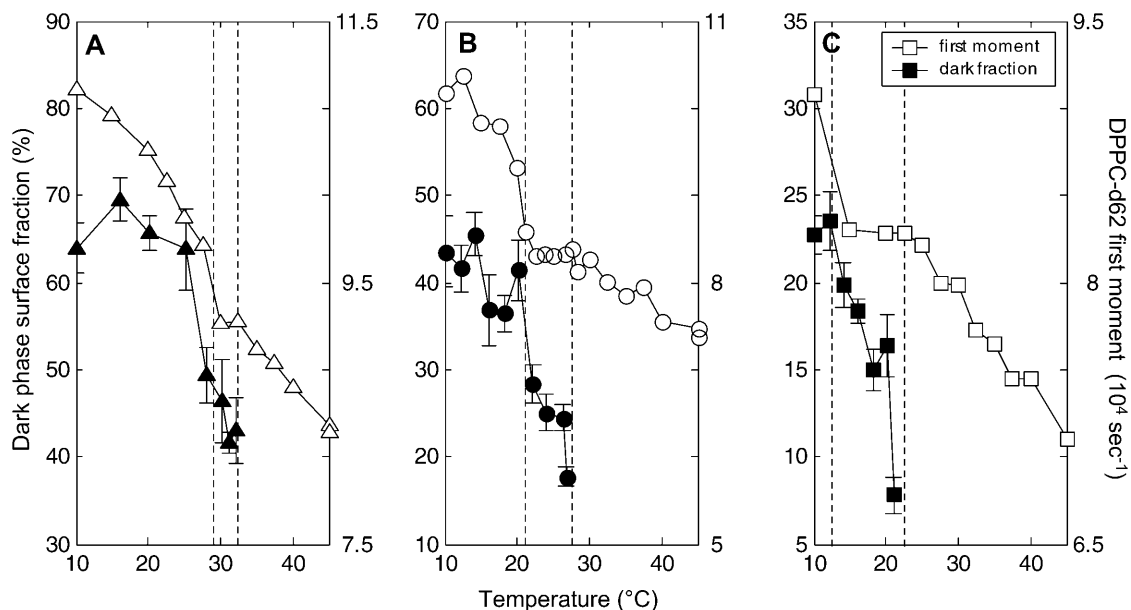 A
B
C
first moment
dark fraction
Dark phase surface fraction (%)
90
80
70
60
50
40
30
11.5
9.5
7.5
10 20 30 40
70
60
50
40
30
20
10
11
8
5
10 20 30 40
35
30
25
20
15
10
5
9.5
8
6.5
10 20 30 40
DPPC-d62 first moment (10⁴ sec⁻¹)
Temperature (°C)